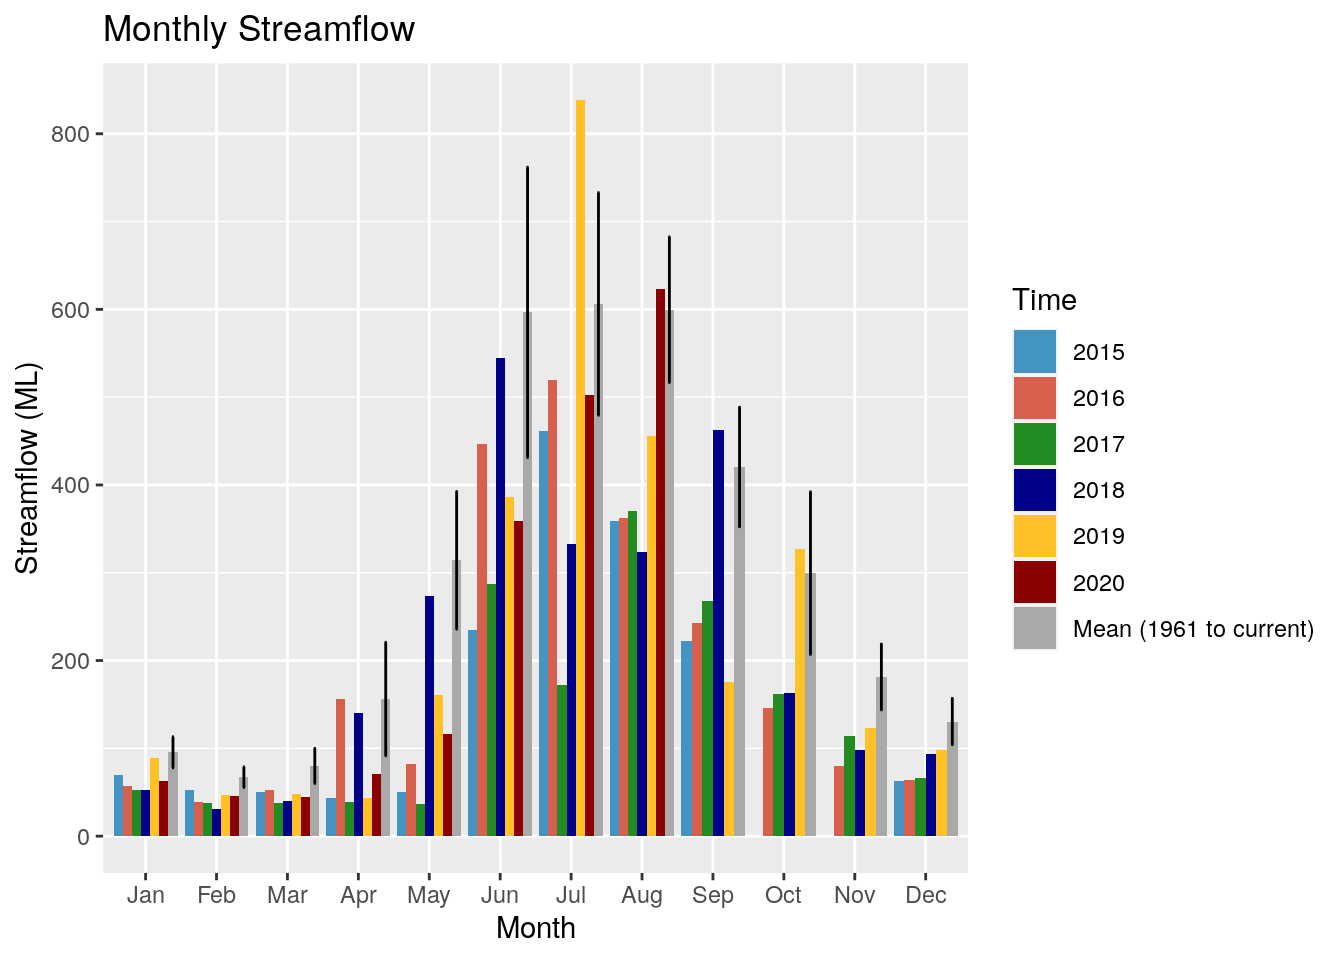 Monthly Streamflow
Streamflow (ML)
800
600
400
200
0
Jan Feb Mar Apr May Jun Jul Aug Sep Oct Nov Dec
Month
Time
2015
2016
2017
2018
2019
2020
Mean (1961 to current)